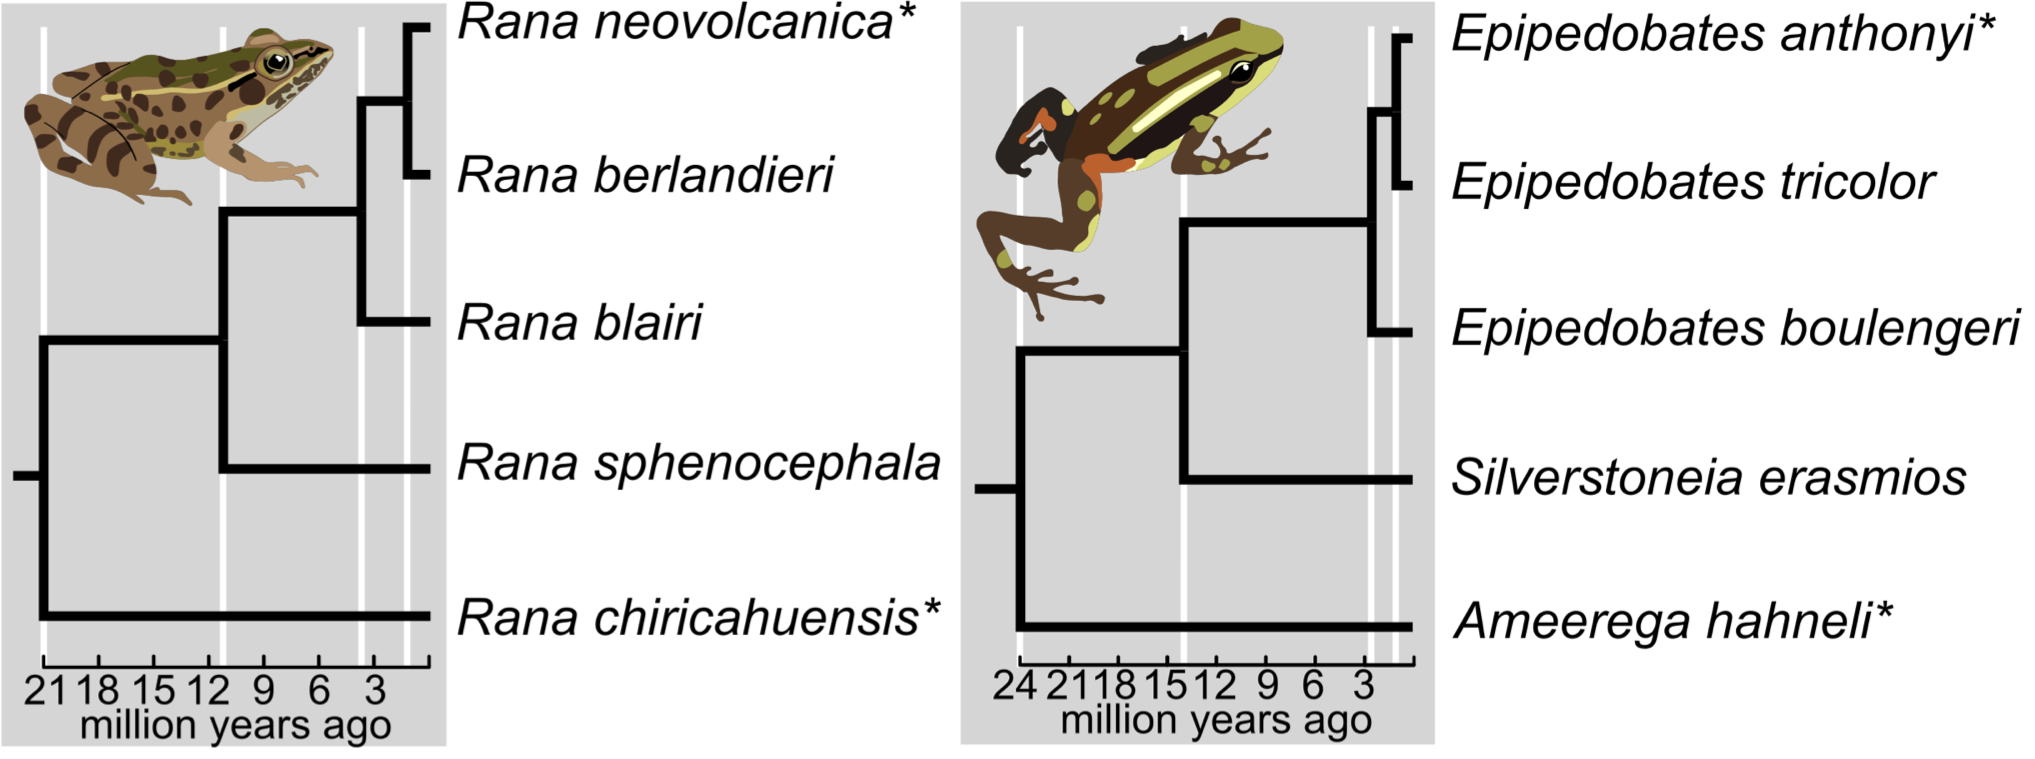 Rana neovolcanica*
Rana berlandieri
Rana blairi
Rana sphenocephala
Rana chiricahuensis*
21 18 15 12 9 6 3
million years ago
Epipedobates anthonyi*
Epipedobates tricolor
Epipedobates boulengeri
Silverstoneia erasmios
Ameerega hahneli*
24 21 18 15 12 9 6 3
million years ago